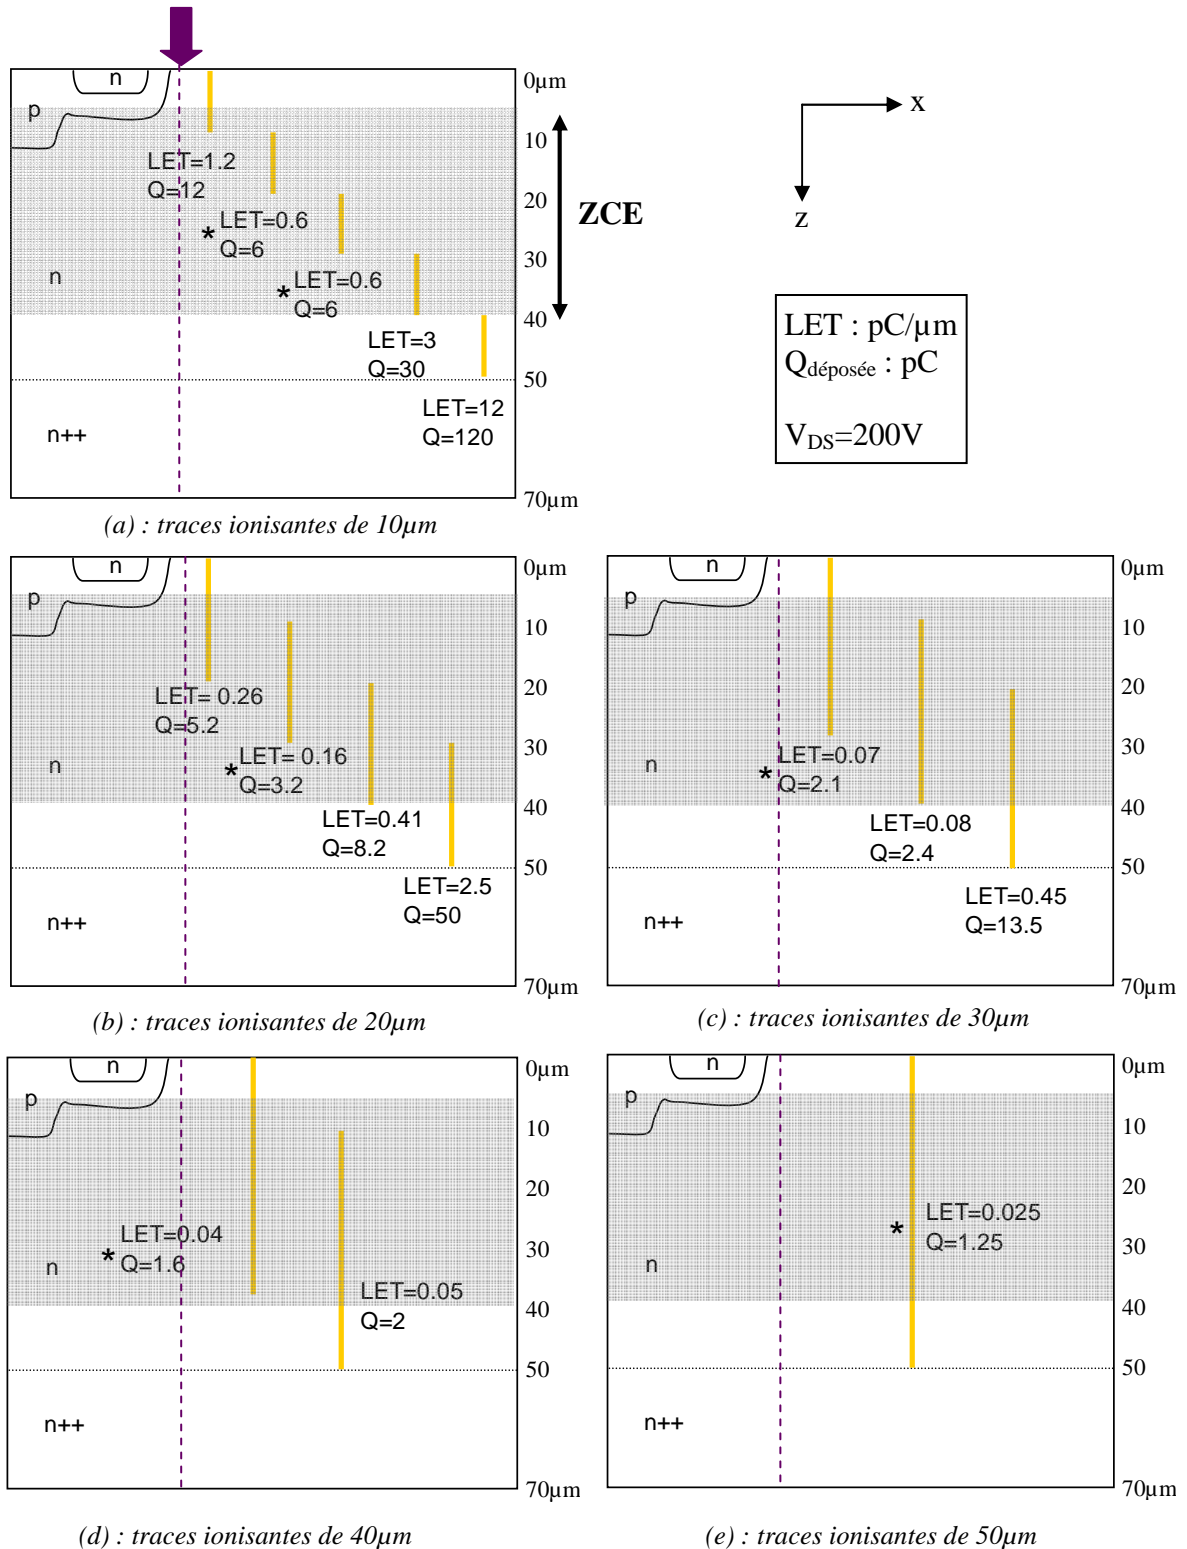 n
p
0µm
10
LET=1.2
Q=12
20
* LET=0.6
Q=6
ZCE
30
n
* LET=0.6
Q=6
40
LET=3
Q=30
50
LET=12
Q=120
n++
70µm
x
z
LET : pC/µm
Qdéposée : pC
VDS=200V
(a) : traces ionisantes de 10µm
n
p
0µm
10
20
LET= 0.26
Q=5.2
30
n
* LET= 0.16
Q=3.2
40
LET=0.41
Q=8.2
50
LET=2.5
Q=50
n++
70µm
(b) : traces ionisantes de 20µm
n
p
0µm
10
20
30
n
* LET=0.07
Q=2.1
40
LET=0.08
Q=2.4
50
LET=0.45
Q=13.5
n++
70µm
(c) : traces ionisantes de 30µm
n
p
0µm
10
20
LET=0.04
* Q=1.6
30
n
LET=0.05
Q=2
40
50
n++
70µm
(d) : traces ionisantes de 40µm
n
p
0µm
10
20
* LET=0.025
Q=1.25
30
n
40
50
n++
70µm
(e) : traces ionisantes de 50µm